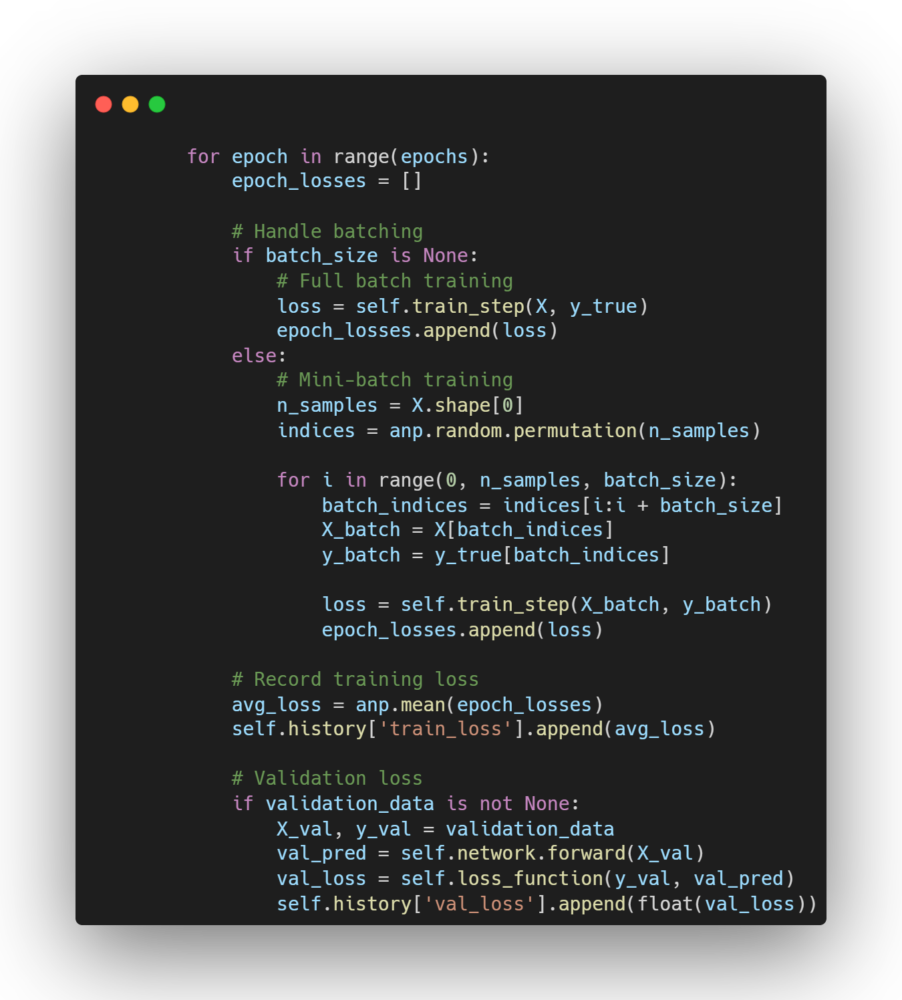 for epoch in range(epochs):
    epoch_losses = []

    # Handle batching
    if batch_size is None:
        # Full batch training
        loss = self.train_step(X, y_true)
        epoch_losses.append(loss)
    else:
        # Mini-batch training
        n_samples = X.shape[0]
        indices = anp.random.permutation(n_samples)

        for i in range(0, n_samples, batch_size):
            batch_indices = indices[i:i + batch_size]
            X_batch = X[batch_indices]
            y_batch = y_true[batch_indices]

            loss = self.train_step(X_batch, y_batch)
            epoch_losses.append(loss)

    # Record training loss
    avg_loss = anp.mean(epoch_losses)
    self.history['train_loss'].append(avg_loss)

    # Validation loss
    if validation_data is not None:
        X_val, y_val = validation_data
        val_pred = self.network.forward(X_val)
        val_loss = self.loss_function(y_val, val_pred)
        self.history['val_loss'].append(float(val_loss))